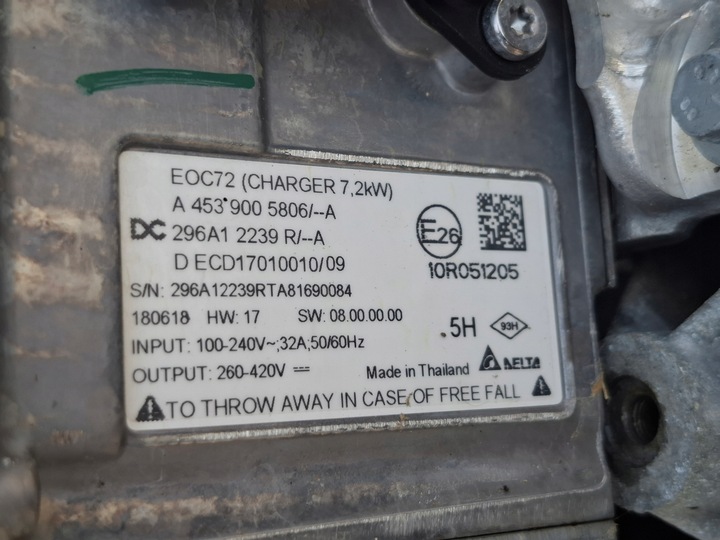 EOC72 (CHARGER 7,2kW)
A 453 900 5806/--A
DC 296A1 2239 R/--A
D ECD17010010/09
E26
10R051205
S/N: 296A12239RTA81690084
180618 HW: 17 SW: 08.00.00.00
.5H
93H
INPUT: 100-240V~;32A;50/60Hz
OUTPUT: 260-420V ⎓ Made in Thailand DELTA
TO THROW AWAY IN CASE OF FREE FALL